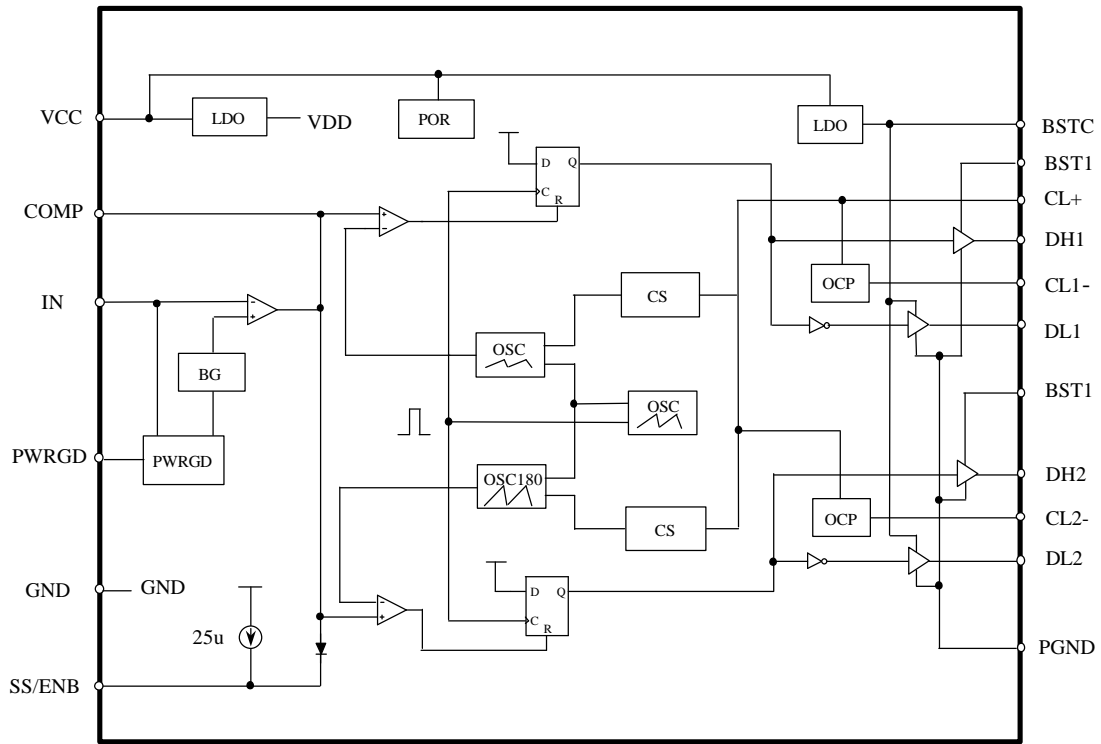 VCC
LDO
VDD
POR
LDO
BSTC
BST1
D
Q
C
R
COMP
+
-
CL+
DH1
IN
-
+
CS
OCP
CL1-
DL1
OSC
BG
BST1
OSC
PWRGD
PWRGD
OSC180
DH2
CS
OCP
CL2-
DL2
GND
GND
D
Q
C
R
-
+
25u
PGND
SS/ENB